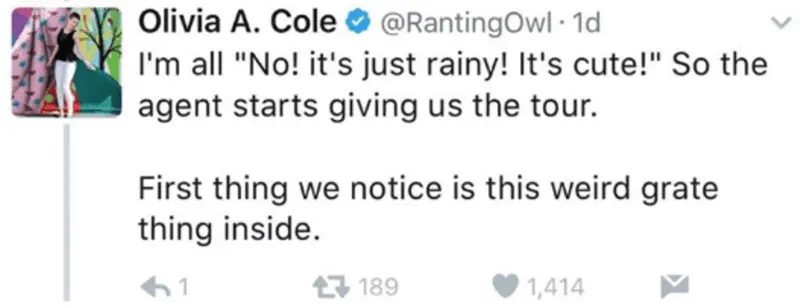 Olivia A. Cole @RantingOwl · 1d
I'm all "No! it's just rainy! It's cute!" So the
agent starts giving us the tour.
First thing we notice is this weird grate
thing inside.
1 189 1,414